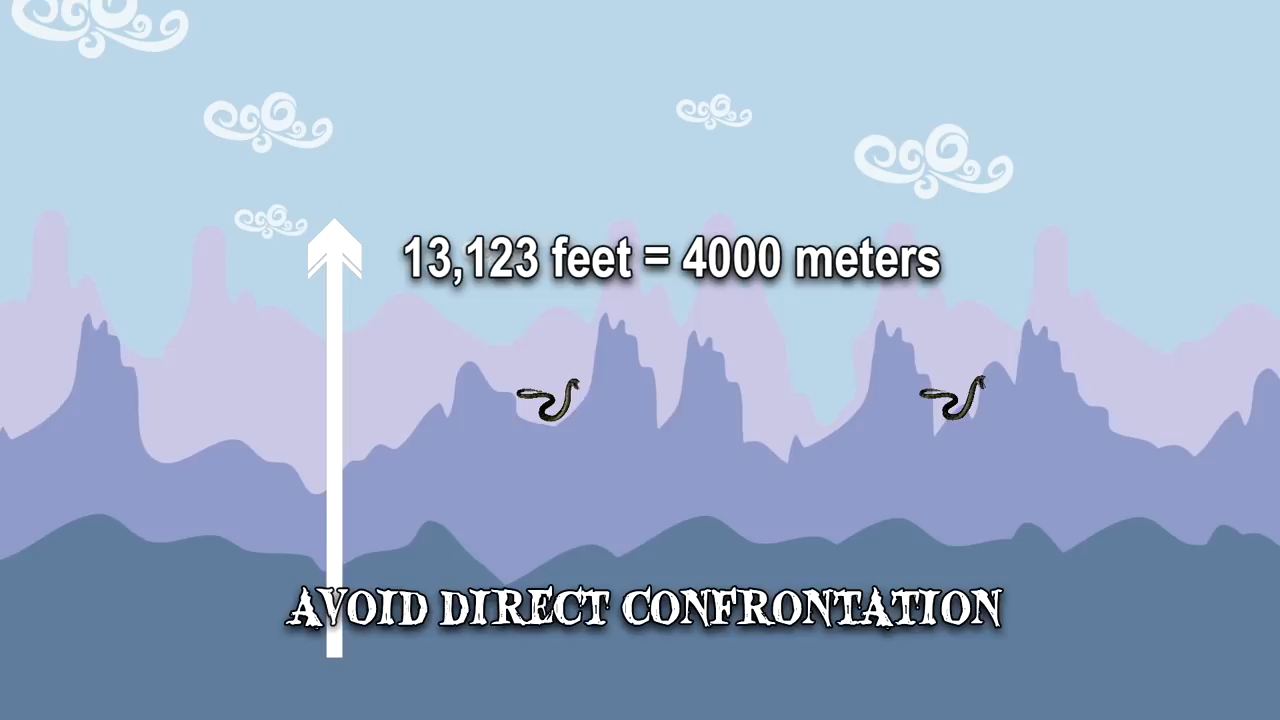 13,123 feet = 4000 meters
AVOID DIRECT CONFRONTATION